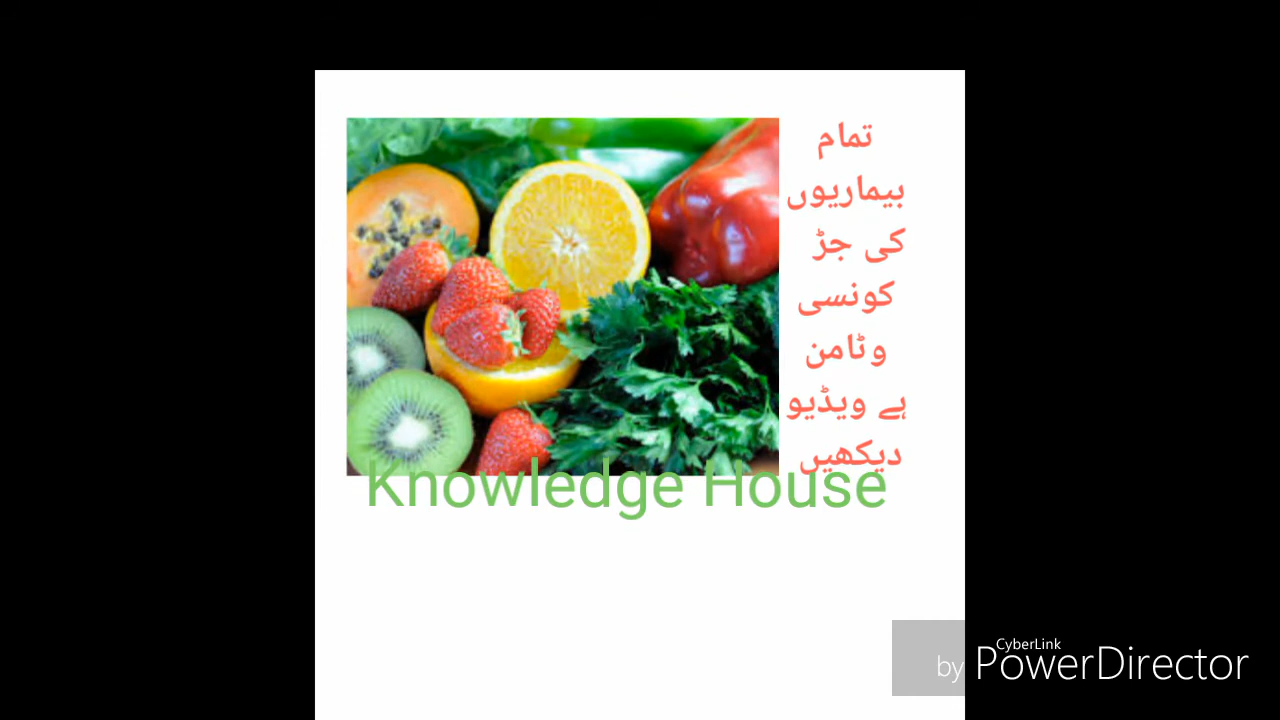 تمام
بیماریوں
کی جڑ
کونسی
وٹامن
ہے ویڈیو
دیکھیں
Knowledge House
CyberLink
by PowerDirector